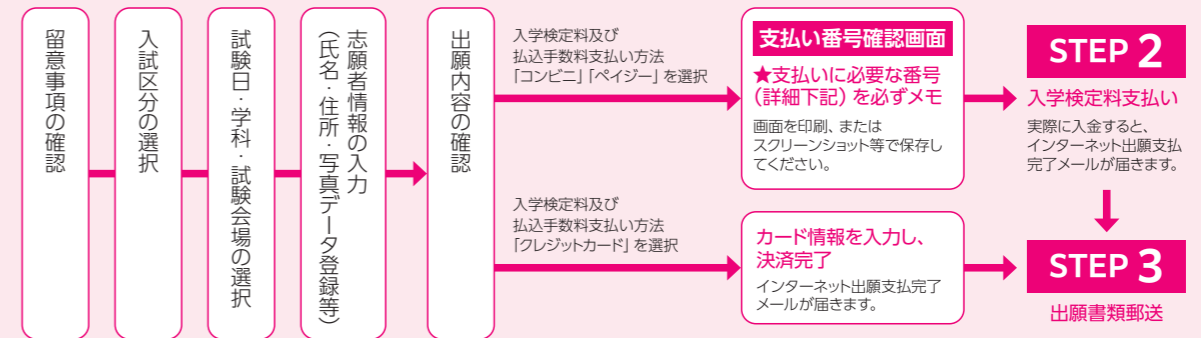 留意事項の確認
入試区分の選択
試験日・学科・試験会場の選択
志願者情報の入力
（氏名・住所・写真データ登録等）
出願内容の確認
入学検定料及び
払込手数料支払い方法
「コンビニ」「ペイジー」を選択
支払い番号確認画面
★支払いに必要な番号
（詳細下記）を必ずメモ
画面を印刷、または
スクリーンショット等で保存し
てください。
STEP 2
入学検定料支払い
実際に入金すると、
インターネット出願支払
完了メールが届きます。
入学検定料及び
払込手数料支払い方法
「クレジットカード」を選択
カード情報を入力し、
決済完了
インターネット出願支払完了
メールが届きます。
STEP 3
出願書類郵送